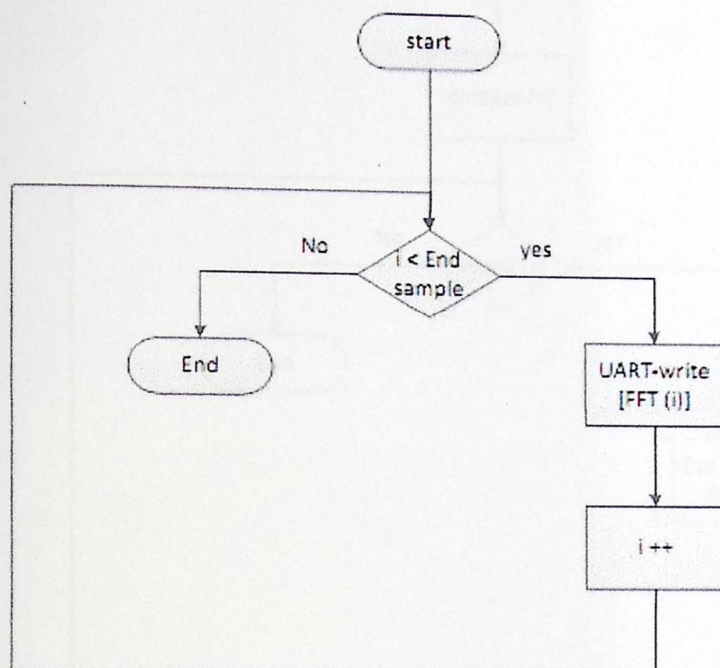 start
No
yes
i < End
sample
End
UART-write
[FFT (i)]
i ++